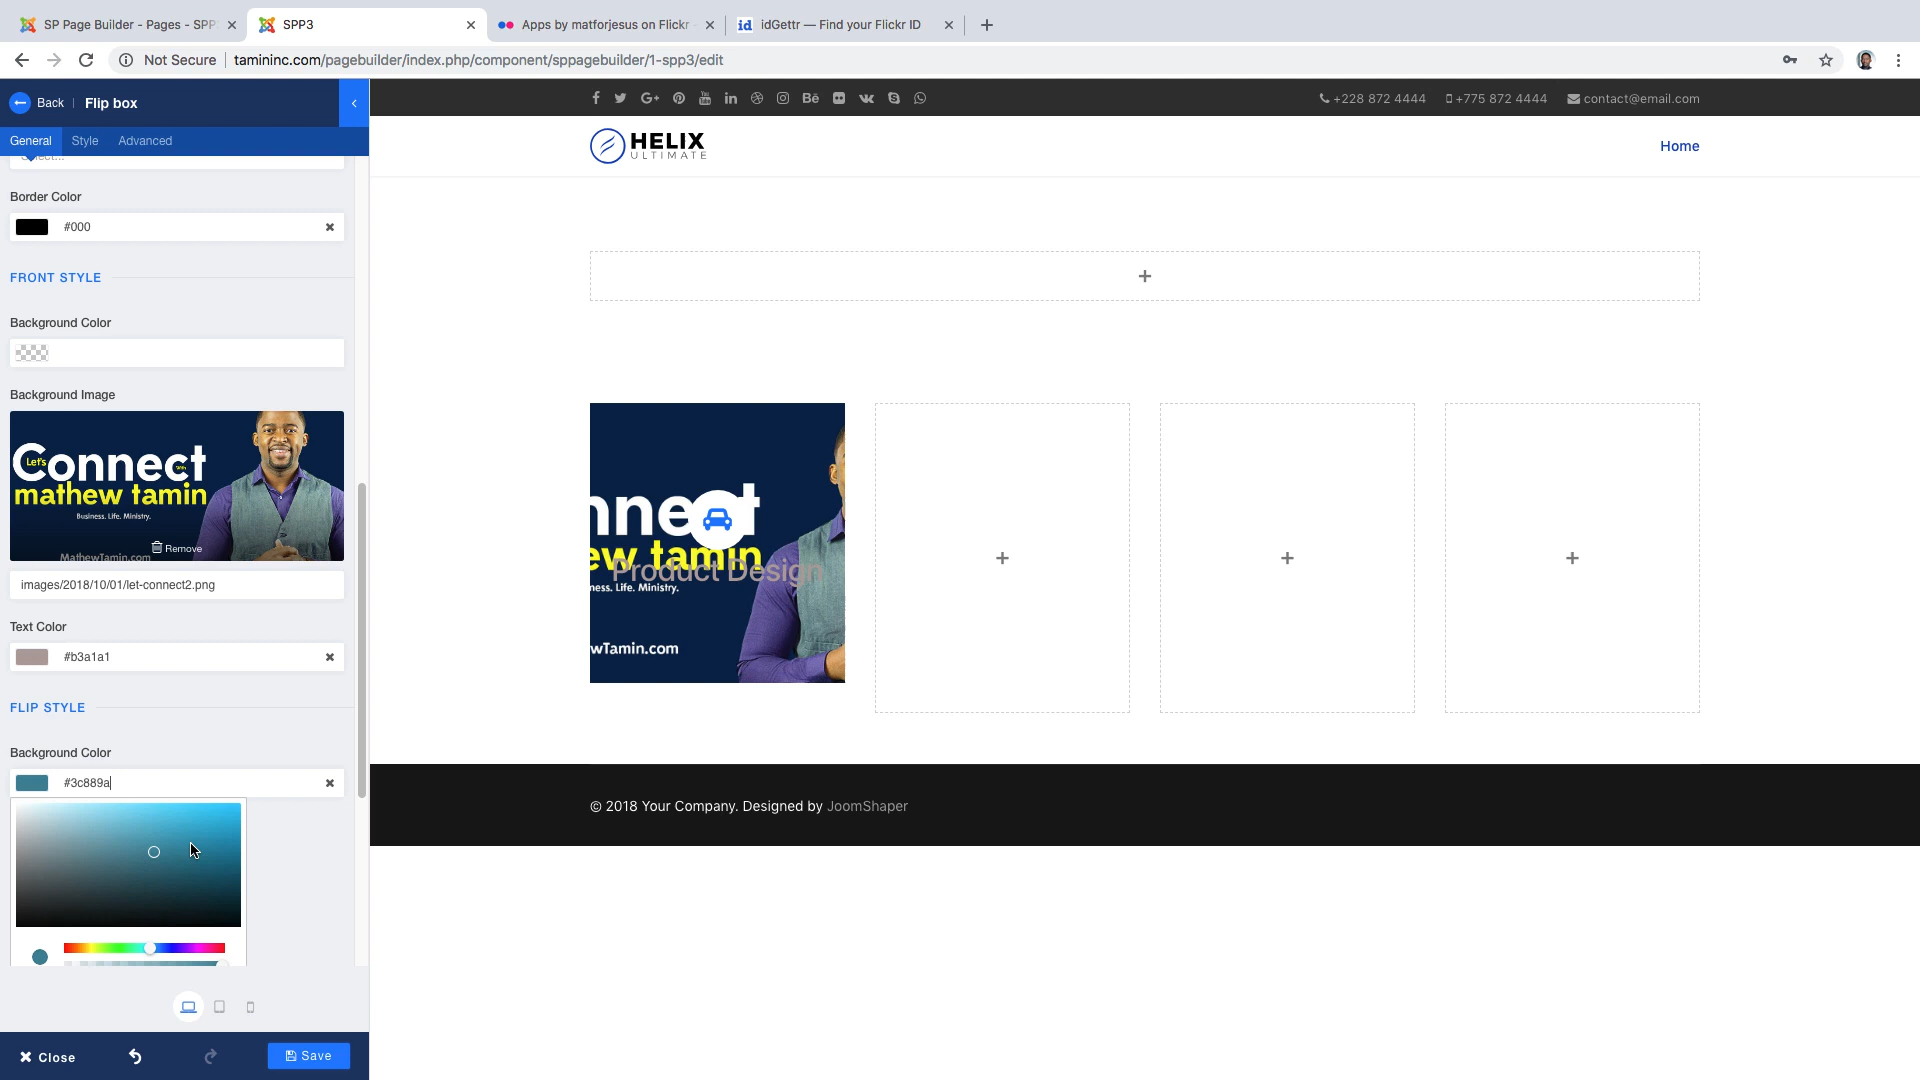 SP Page Builder - Pages - SPP
SPP3
Apps by matforjesus on Flickr
id idGettr — Find your Flickr ID
Not Secure tamininc.com/pagebuilder/index.php/component/sppagebuilder/1-spp3/edit
Back Flip box
General Style Advanced
Select...
Border Color
#000
FRONT STYLE
Background Color
Background Image
Let's Connect With
mathew tamin
Business. Life. Ministry.
Remove
MathewTamin.com
images/2018/10/01/let-connect2.png
Text Color
#b3a1a1
FLIP STYLE
Background Color
#3c889a
Close
Save
+228 872 4444 +775 872 4444 contact@email.com
HELIX
ULTIMATE
Home
nnect
ew tamin
Product Design
ness. Life. Ministry.
wTamin.com
© 2018 Your Company. Designed by JoomShaper